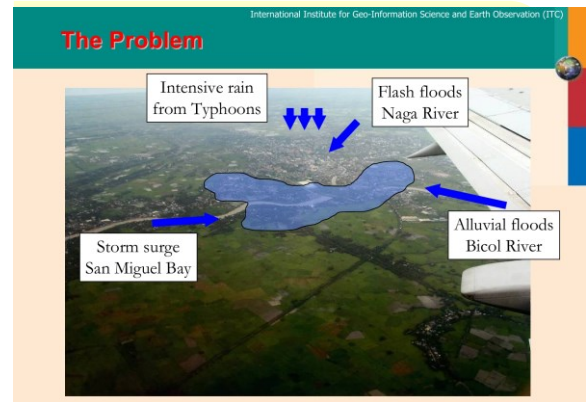 International Institute for Geo-Information Science and Earth Observation (ITC)
The Problem
Intensive rain
from Typhoons
Flash floods
Naga River
Storm surge
San Miguel Bay
Alluvial floods
Bicol River